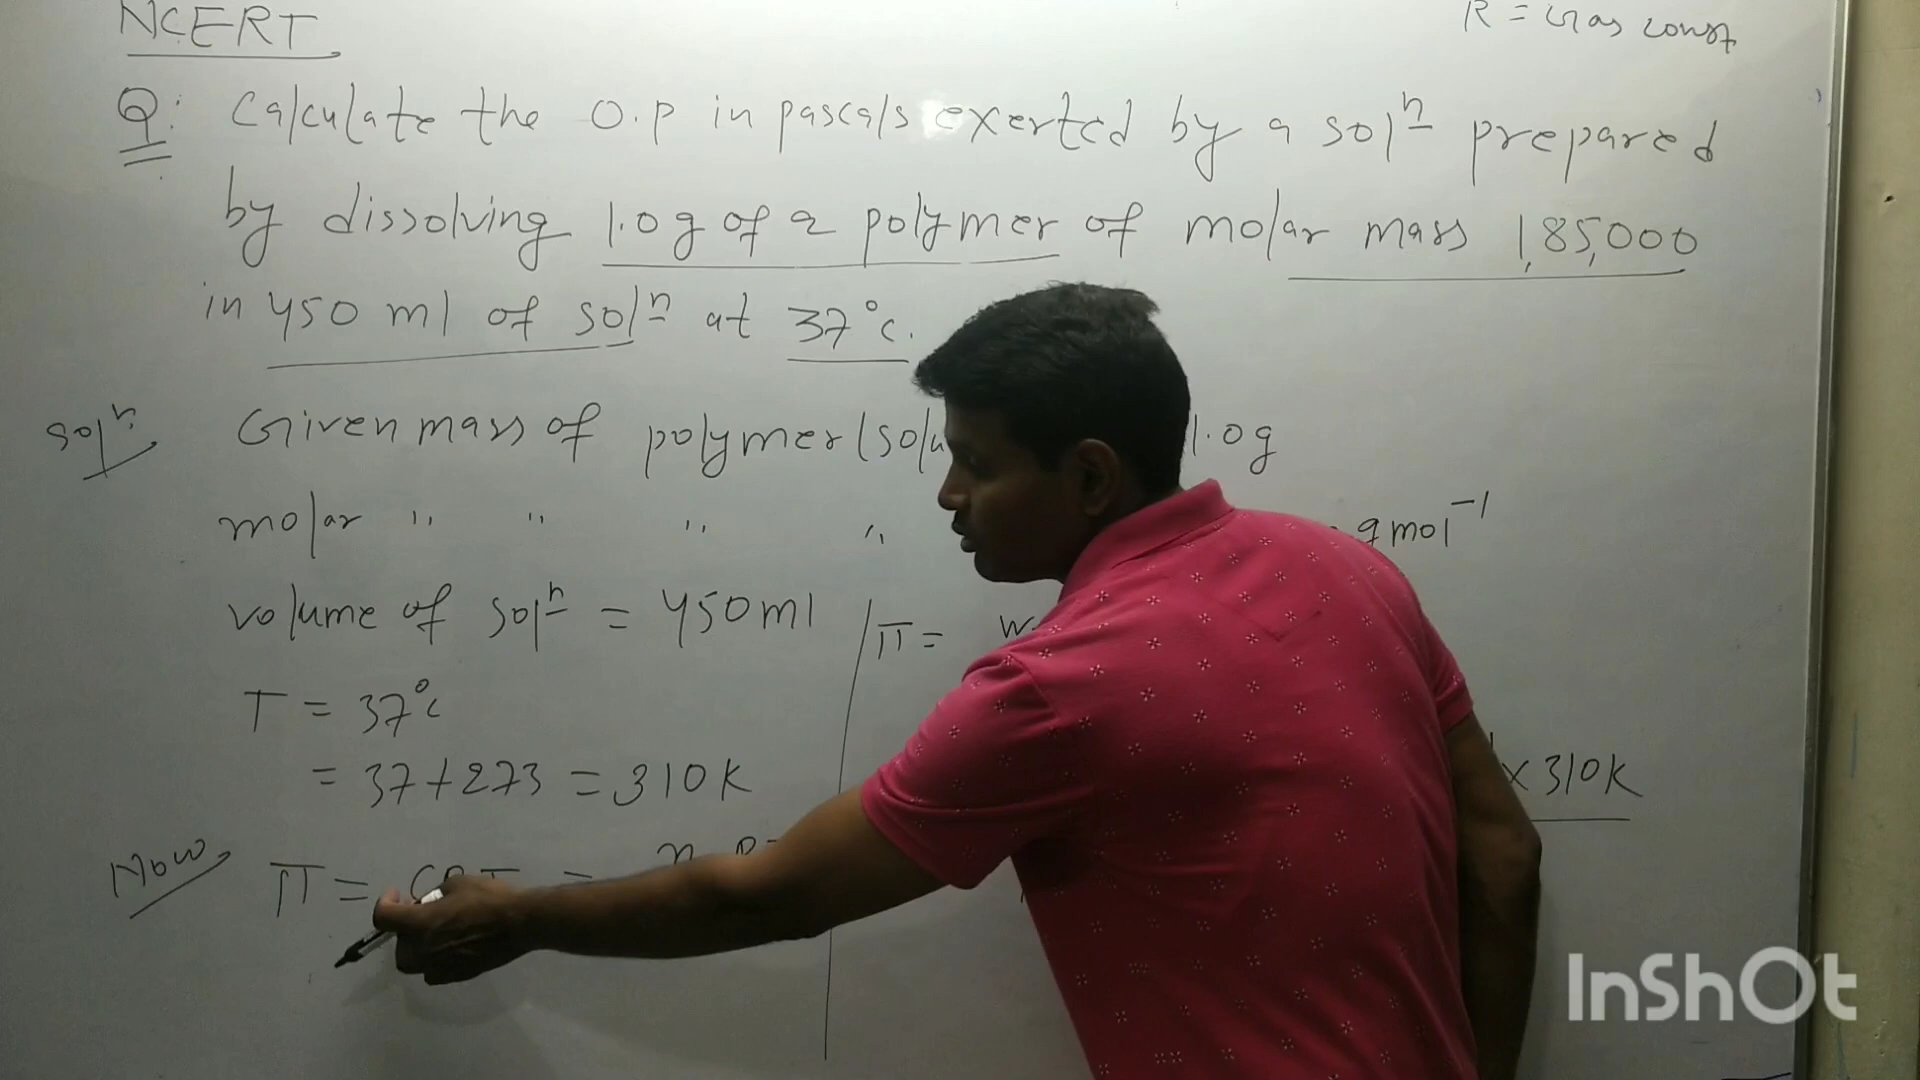 NCERT
R = Gas const
Q: Calculate the O.P in pascals exerted by a solⁿ prepared
by dissolving 1.0g of a polymer of molar mass 1,85,000
in 450 ml of solⁿ at 37°C.
solⁿ. Given mass of polymer (solu 1.0g
molar " " " " g mol⁻¹
volume of solⁿ = 450ml
π = w
T = 37°C
= 37+273 = 310K
× 310K
Now π = CRT =
InShOt